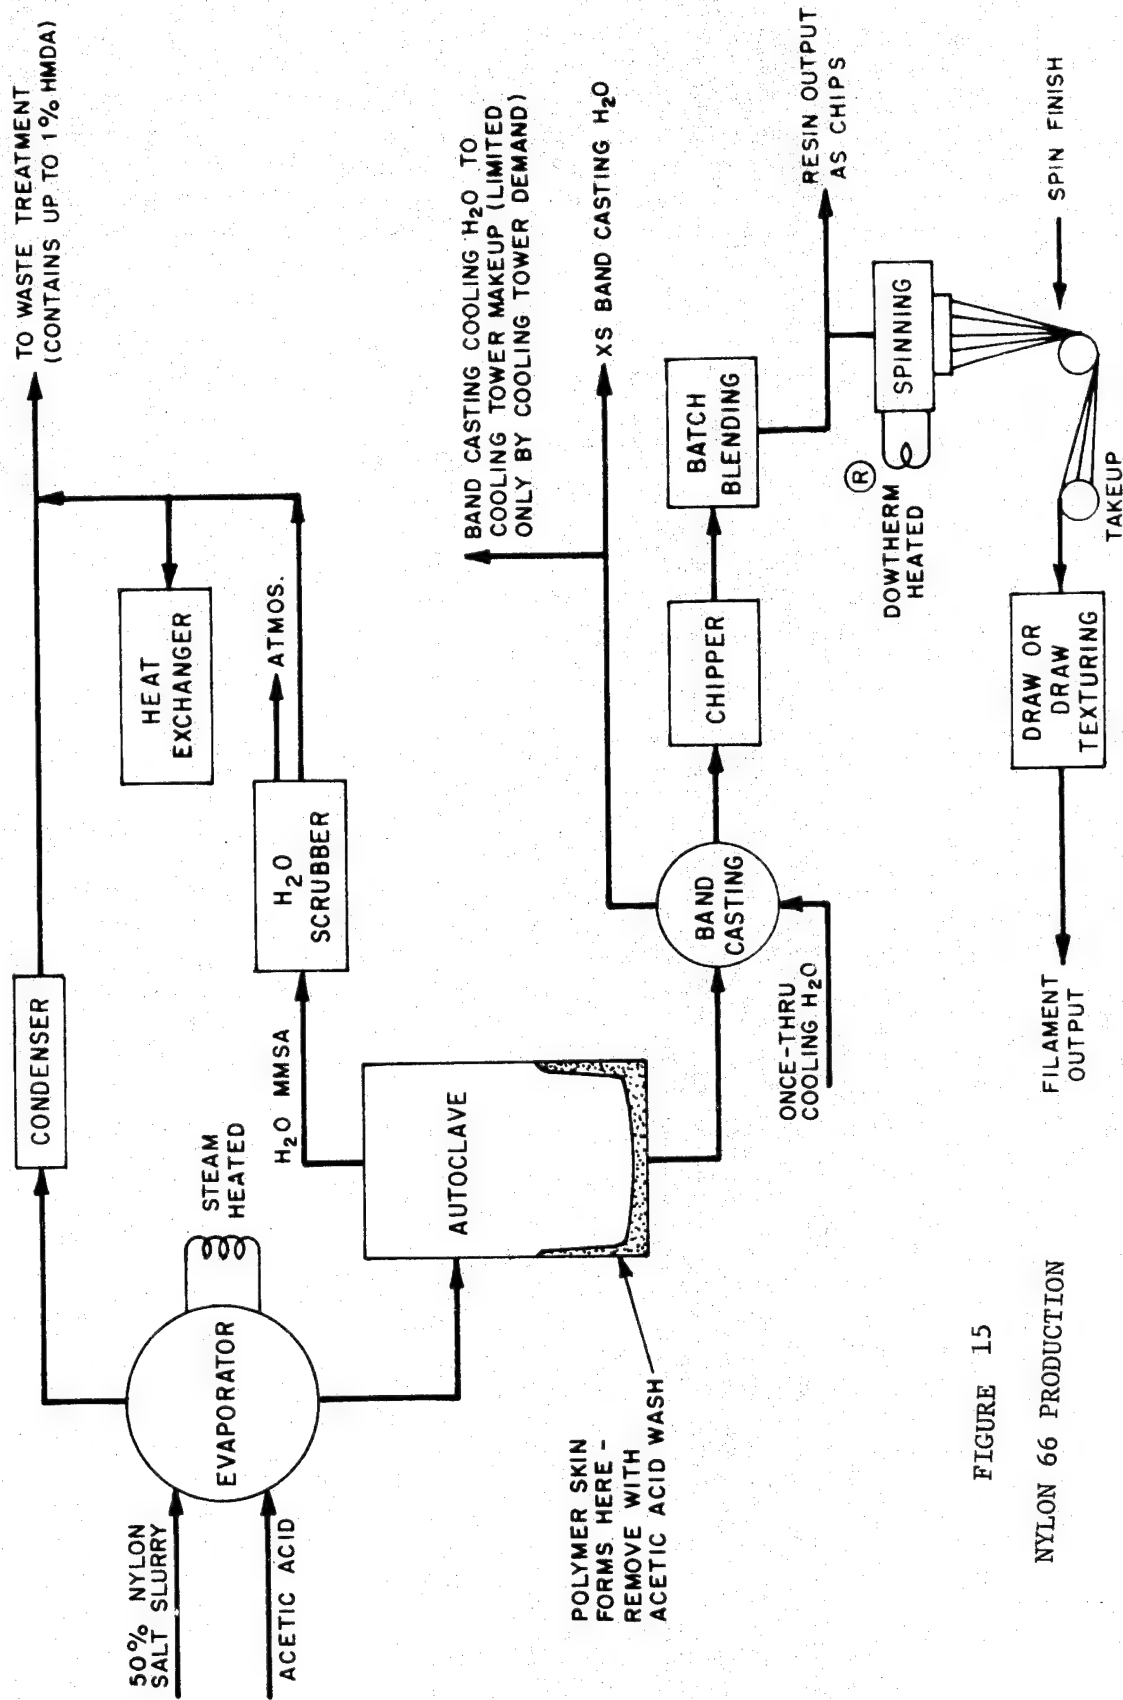 TO WASTE TREATMENT
(CONTAINS UP TO 1% HMDA)
CONDENSER
HEAT
EXCHANGER
STEAM
HEATED
EVAPORATOR
50% NYLON
SALT SLURRY
ACETIC ACID
ATMOS.
H₂O
SCRUBBER
H₂O MMSA
AUTOCLAVE
POLYMER SKIN
FORMS HERE -
REMOVE WITH
ACETIC ACID WASH
BAND CASTING COOLING H₂O TO
COOLING TOWER MAKEUP (LIMITED
ONLY BY COOLING TOWER DEMAND)
XS BAND CASTING H₂O
BAND
CASTING
ONCE-THRU
COOLING H₂O
CHIPPER
BATCH
BLENDING
RESIN OUTPUT
AS CHIPS
SPINNING
R
DOWTHERM
HEATED
SPIN FINISH
TAKEUP
DRAW OR
DRAW
TEXTURING
FILAMENT
OUTPUT
FIGURE 15
NYLON 66 PRODUCTION